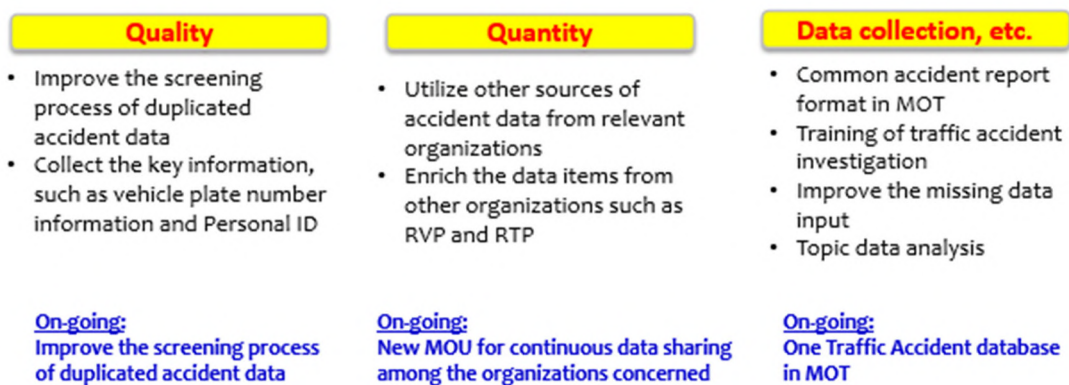 Quality
• Improve the screening
process of duplicated
accident data
• Collect the key information,
such as vehicle plate number
information and Personal ID
On-going:
Improve the screening process
of duplicated accident data
Quantity
• Utilize other sources of
accident data from relevant
organizations
• Enrich the data items from
other organizations such as
RVP and RTP
On-going:
New MOU for continuous data sharing
among the organizations concerned
Data collection, etc.
• Common accident report
format in MOT
• Training of traffic accident
investigation
• Improve the missing data
input
• Topic data analysis
On-going:
One Traffic Accident database
in MOT